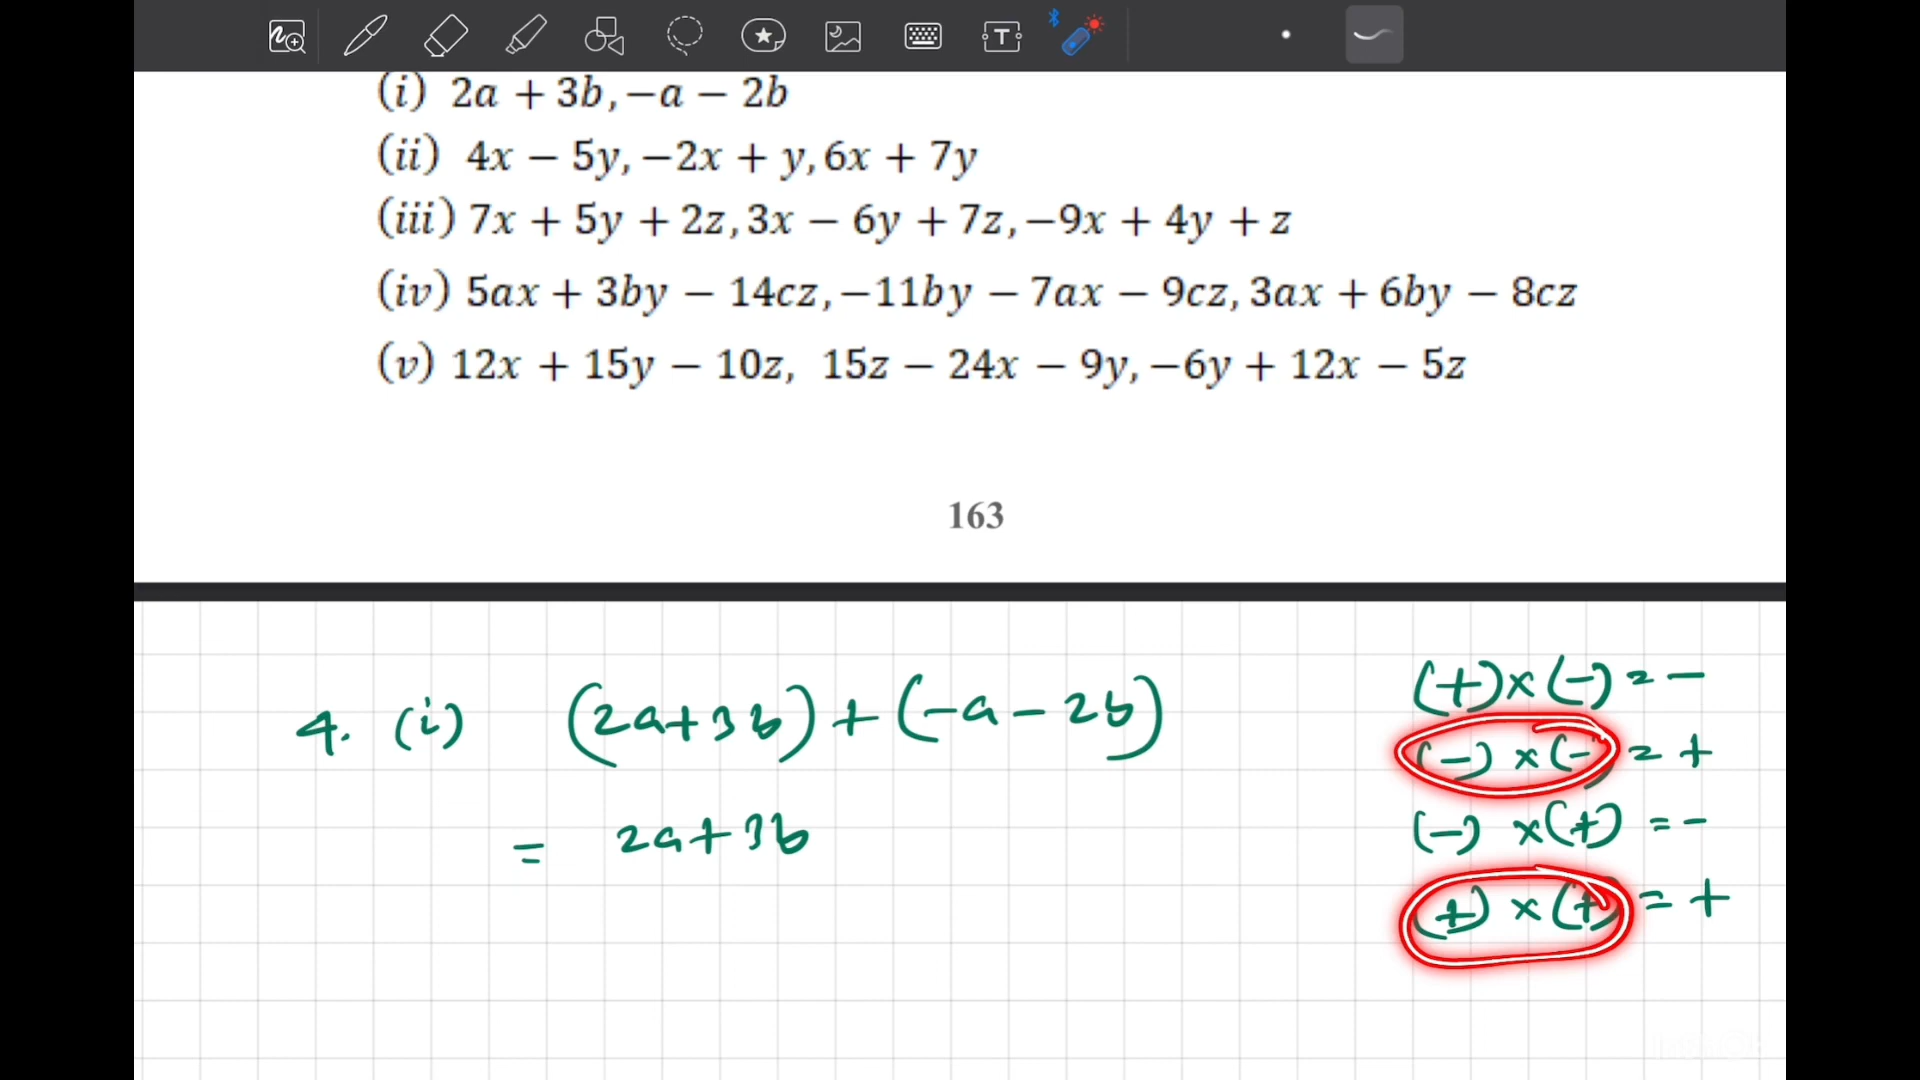 (i) 2a + 3b, −a − 2b
(ii) 4x − 5y, −2x + y, 6x + 7y
(iii) 7x + 5y + 2z, 3x − 6y + 7z, −9x + 4y + z
(iv) 5ax + 3by − 14cz, −11by − 7ax − 9cz, 3ax + 6by − 8cz
(v) 12x + 15y − 10z, 15z − 24x − 9y, −6y + 12x − 5z
163
4. (i) (2a+3b)+(−a−2b)
= 2a+3b
(+)×(−)=−
(−)×(−)=+
(−)×(+)=−
(+)×(+)=+